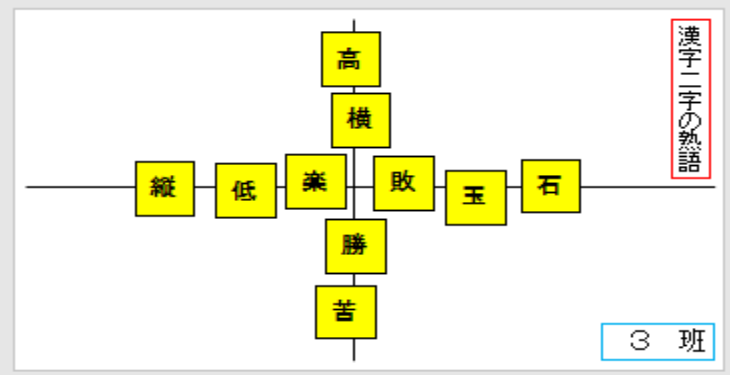 漢字二字の熟語
高
横
縦
低
楽
敗
玉
石
勝
苦
３　班